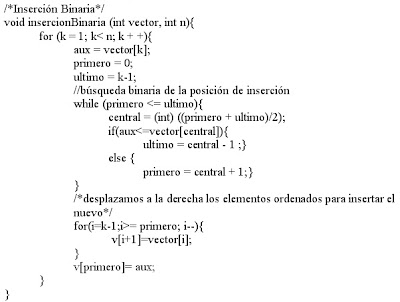 /*Inserción Binaria*/
void insercionBinaria (int vector, int n){
for (k = 1; k< n; k + +){
aux = vector[k];
primero = 0;
ultimo = k-1;
//búsqueda binaria de la posición de inserción
while (primero <= ultimo){
central = (int) ((primero + ultimo)/2);
if(aux<=vector[central]){
ultimo = central - 1 ;}
else {
primero = central + 1;}
}
/*desplazamos a la derecha los elementos ordenados para insertar el
nuevo*/
for(i=k-1;i>= primero; i--){
v[i+1]=vector[i];
}
v[primero]= aux;
}
}